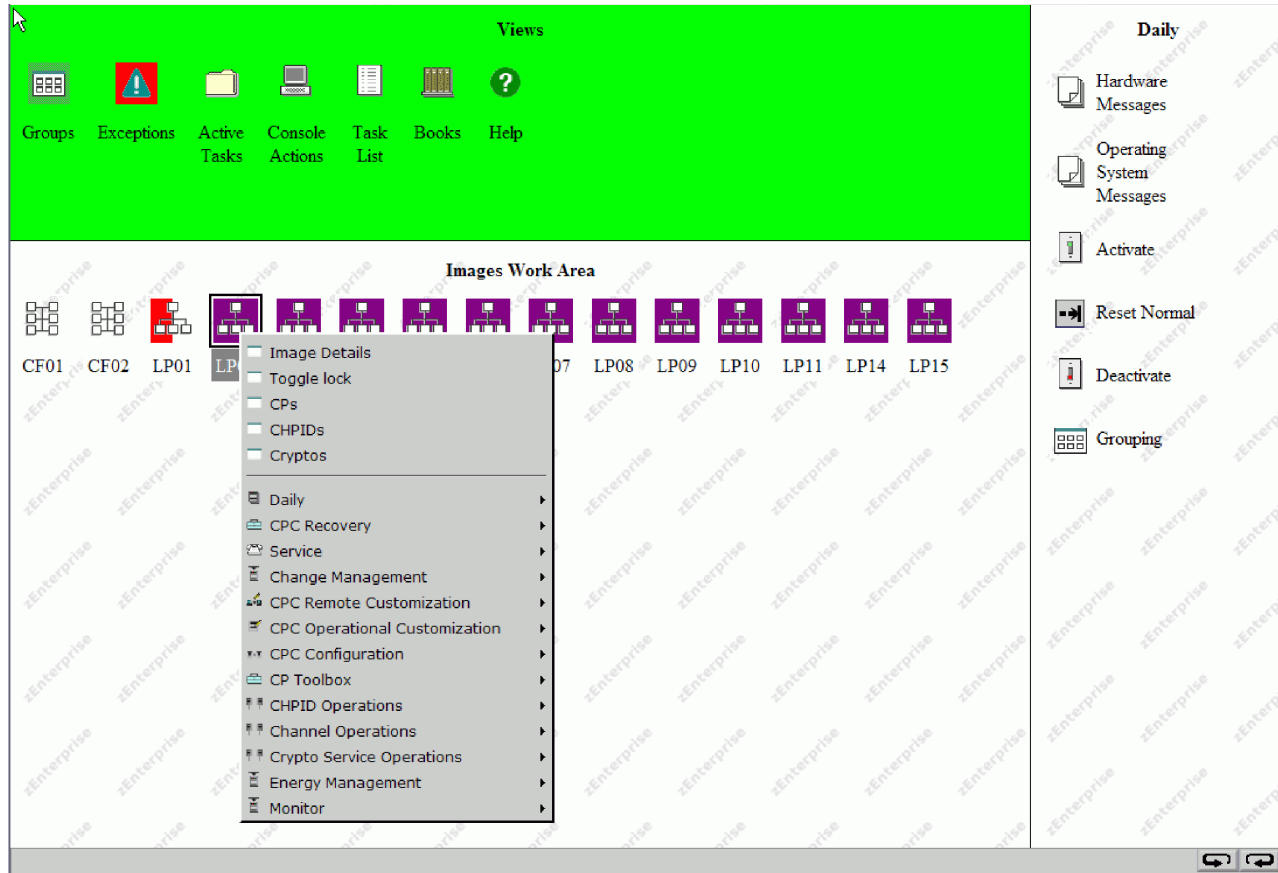 Views
Groups
Exceptions
Active
Tasks
Console
Actions
Task
List
Books
Help
Images Work Area
CF01
CF02
LP01
07
LP08
LP09
LP10
LP11
LP14
LP15
Image Details
Toggle lock
CPs
CHPIDs
Cryptos
Daily
CPC Recovery
Service
Change Management
CPC Remote Customization
CPC Operational Customization
CPC Configuration
CP Toolbox
CHPID Operations
Channel Operations
Crypto Service Operations
Energy Management
Monitor
Daily
Hardware
Messages
Operating
System
Messages
Activate
Reset Normal
Deactivate
Grouping
zEnterprise